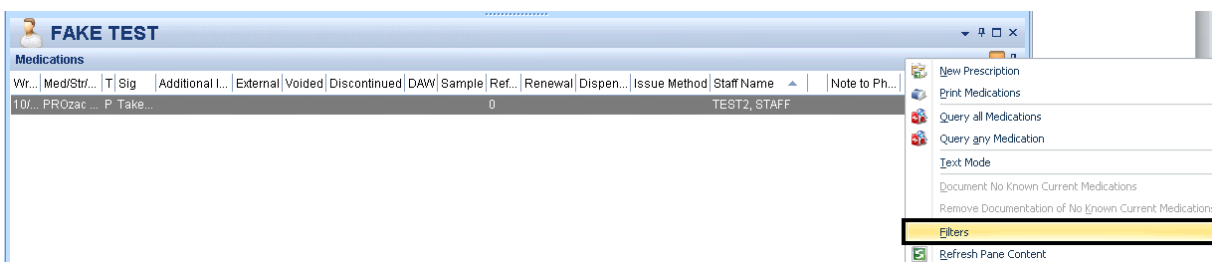 FAKE TEST
Medications
Wr... Med/Str/... T Sig Additional I... External Voided Discontinued DAW Sample Ref... Renewal Dispen... Issue Method Staff Name Note to Ph...
10/... PROzac ... P Take... 0 TEST2, STAFF
New Prescription
Print Medications
Query all Medications
Query any Medication
Text Mode
Document No Known Current Medications
Remove Documentation of No Known Current Medications
Filters
Refresh Pane Content